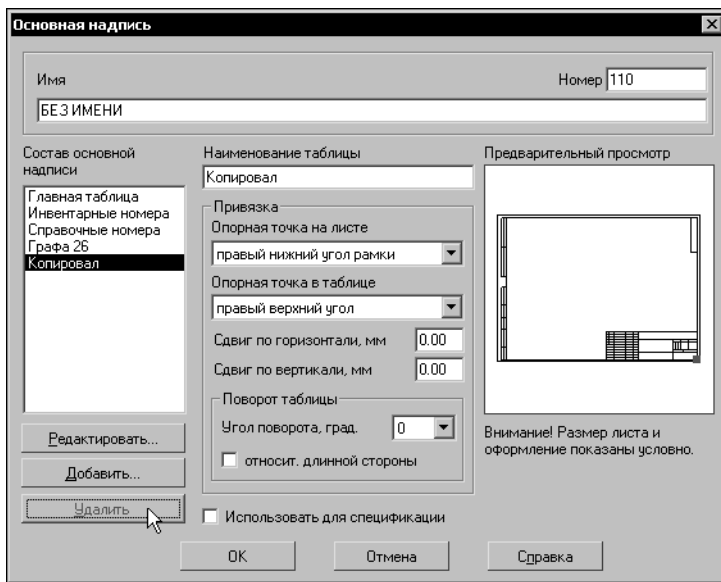 Основная надпись
Имя
Номер 110
БЕЗ ИМЕНИ
Состав основной
надписи
Главная таблица
Инвентарные номера
Справочные номера
Графа 26
Копировал
Редактировать...
Добавить...
Удалить
Наименование таблицы
Копировал
Привязка
Опорная точка на листе
правый нижний угол рамки
Опорная точка в таблице
правый верхний угол
Сдвиг по горизонтали, мм 0.00
Сдвиг по вертикали, мм 0.00
Поворот таблицы
Угол поворота, град. 0
относит. длинной стороны
Использовать для спецификации
Предварительный просмотр
Внимание! Размер листа и
оформление показаны условно.
OK
Отмена
Справка